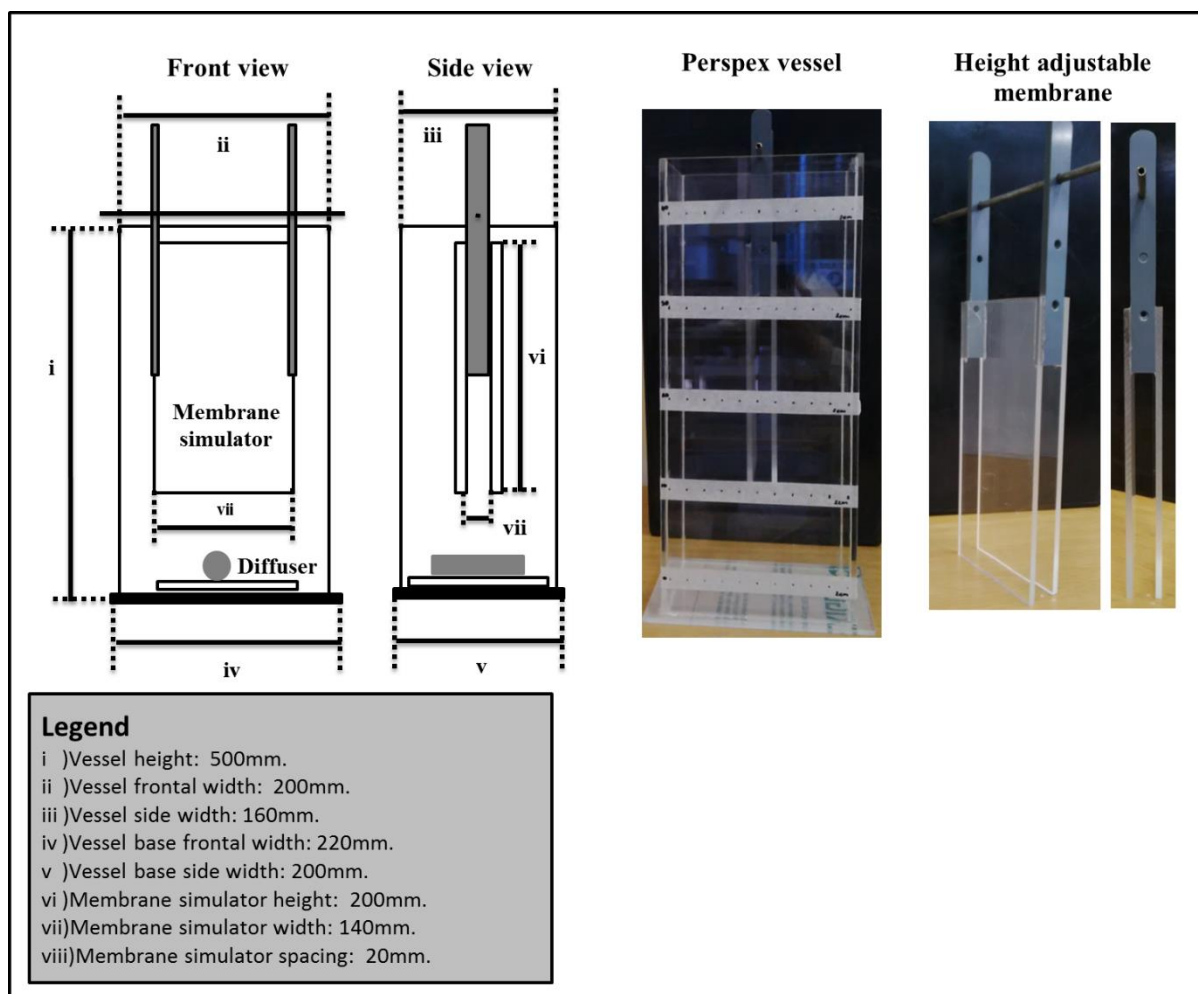 Front view
Side view
Perspex vessel
Height adjustable
membrane
ii
iii
i
vi
Membrane
simulator
vii
vii
Diffuser
iv
v
Legend
i )Vessel height: 500mm.
ii )Vessel frontal width: 200mm.
iii )Vessel side width: 160mm.
iv )Vessel base frontal width: 220mm.
v )Vessel base side width: 200mm.
vi )Membrane simulator height: 200mm.
vii)Membrane simulator width: 140mm.
viii)Membrane simulator spacing: 20mm.